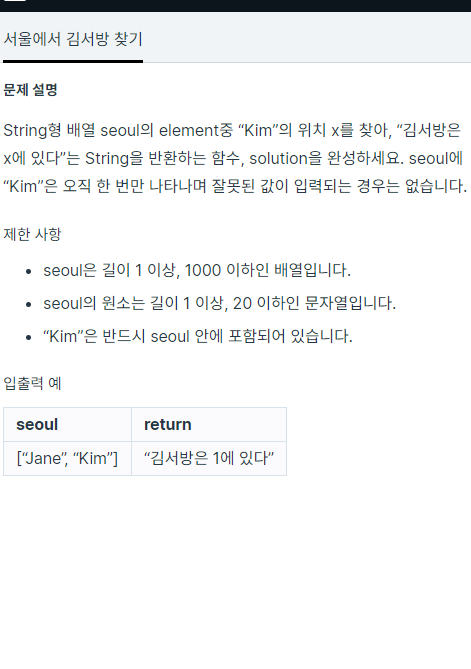 서울에서 김서방 찾기
문제 설명
String형 배열 seoul의 element중 “Kim”의 위치 x를 찾아, “김서방은
x에 있다”는 String을 반환하는 함수, solution을 완성하세요. seoul에
“Kim”은 오직 한 번만 나타나며 잘못된 값이 입력되는 경우는 없습니다.
제한 사항
• seoul은 길이 1 이상, 1000 이하인 배열입니다.
• seoul의 원소는 길이 1 이상, 20 이하인 문자열입니다.
• “Kim”은 반드시 seoul 안에 포함되어 있습니다.
입출력 예
seoul return
[“Jane”, “Kim”] “김서방은 1에 있다”